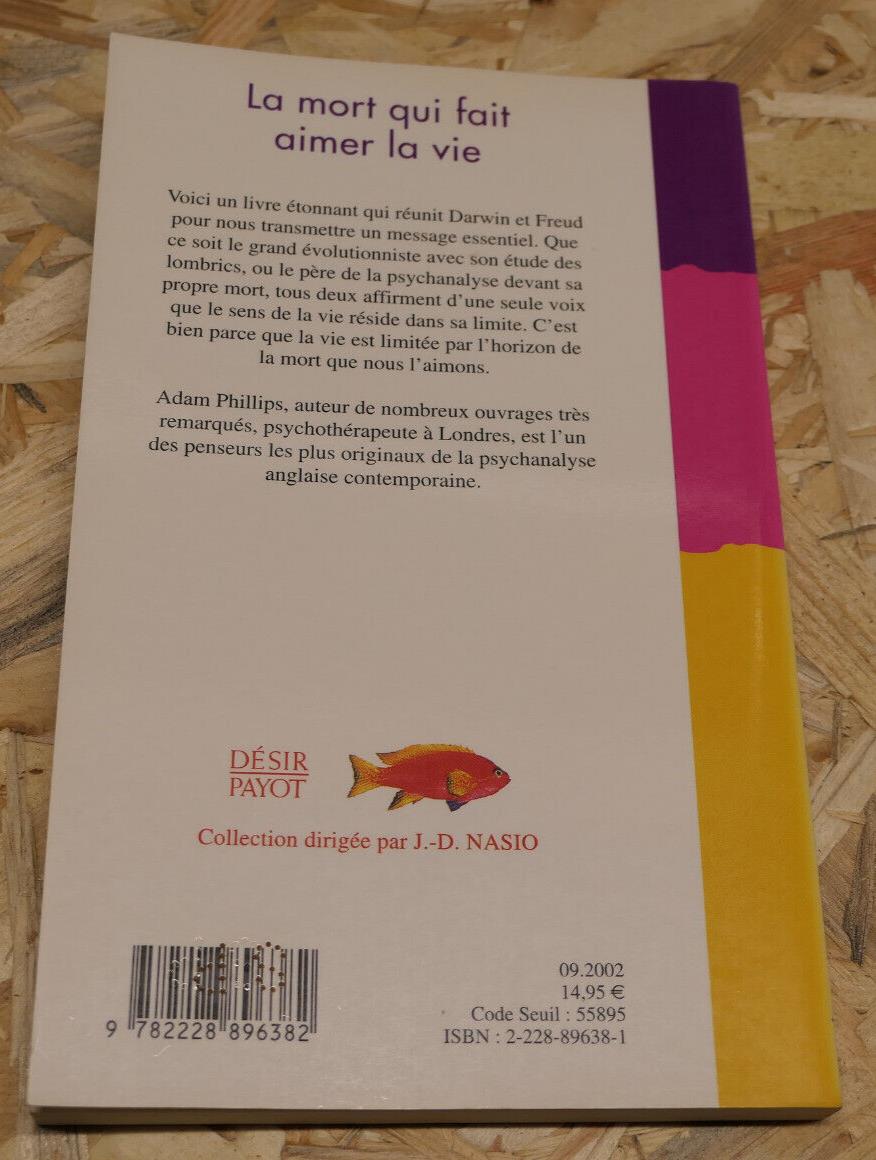 La mort qui fait
aimer la vie
Voici un livre étonnant qui réunit Darwin et Freud
pour nous transmettre un message essentiel. Que
ce soit le grand évolutionniste avec son étude des
lombrics, ou le père de la psychanalyse devant sa
propre mort, tous deux affirment d'une seule voix
que le sens de la vie réside dans sa limite. C'est
bien parce que la vie est limitée par l'horizon de
la mort que nous l'aimons.
Adam Phillips, auteur de nombreux ouvrages très
remarqués, psychothérapeute à Londres, est l'un
des penseurs les plus originaux de la psychanalyse
anglaise contemporaine.
DÉSIR
PAYOT
Collection dirigée par J.-D. NASIO
9 782228 896382
09.2002
14,95 €
Code Seuil : 55895
ISBN : 2-228-89638-1